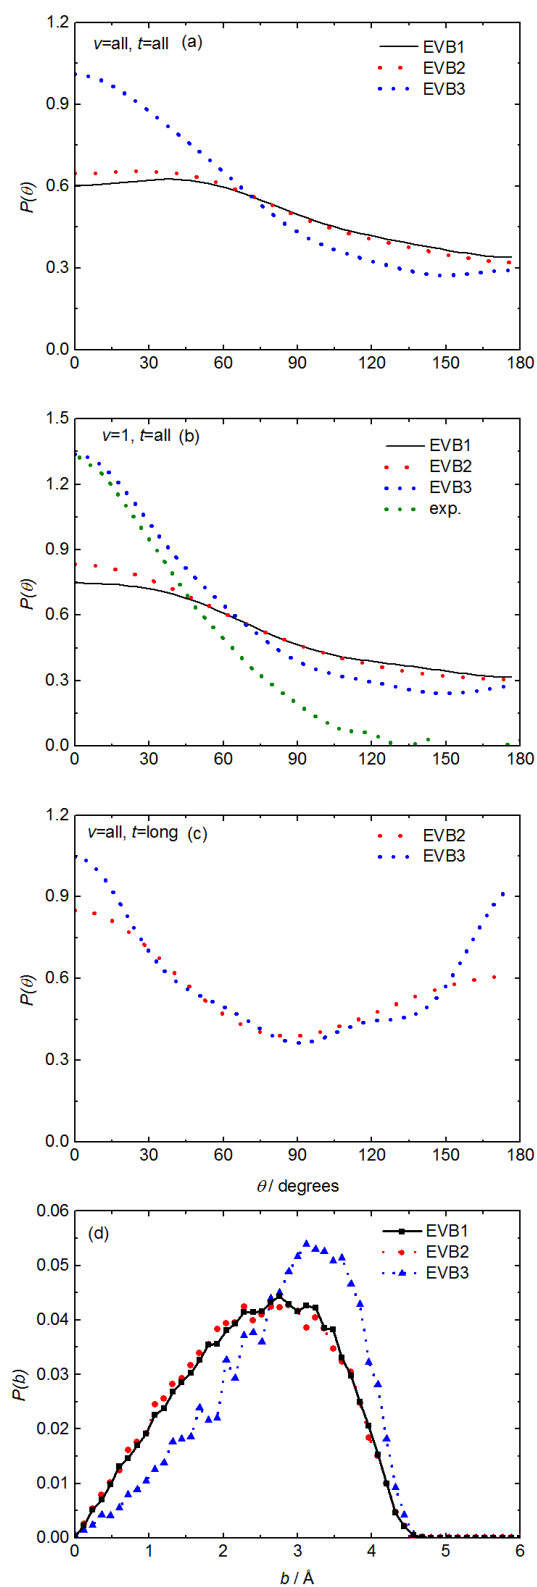 v=all, t=all (a)
EVB1
EVB2
EVB3
P(θ)
1.2
0.9
0.6
0.3
0.0
0 30 60 90 120 150 180
v=1, t=all (b)
EVB1
EVB2
EVB3
exp.
P(θ)
1.5
1.2
0.9
0.6
0.3
0.0
0 30 60 90 120 150 180
v=all, t=long (c)
EVB2
EVB3
P(θ)
1.2
0.9
0.6
0.3
0.0
0 30 60 90 120 150 180
θ / degrees
(d)
EVB1
EVB2
EVB3
P(b)
0.06
0.05
0.04
0.03
0.02
0.01
0.00
0 1 2 3 4 5 6
b / Å